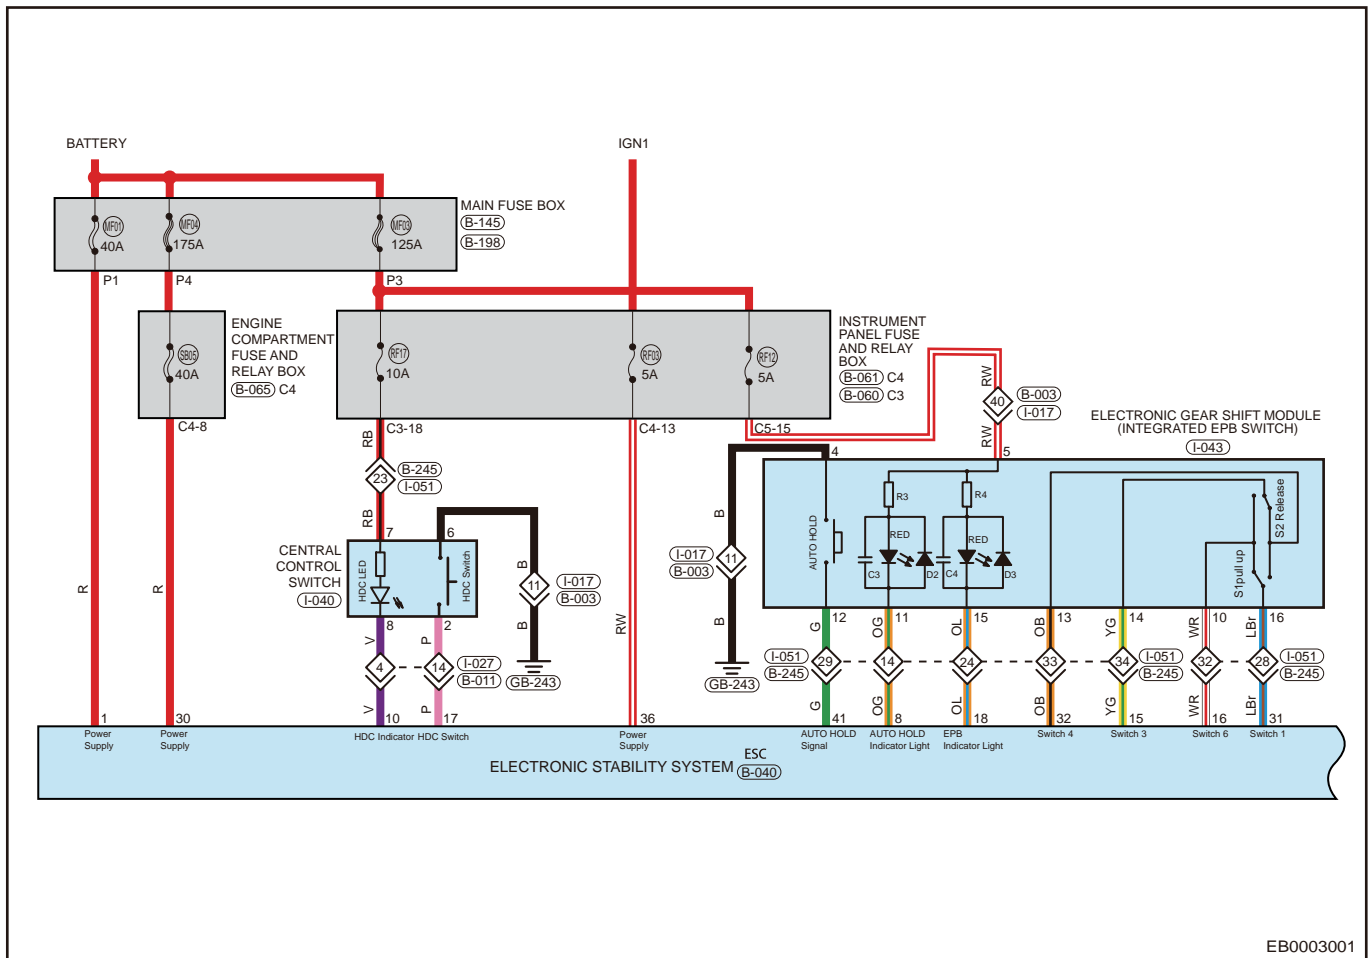 BATTERY
IGN1
MF01
40A
MF04
175A
MF03
125A
MAIN FUSE BOX
B-145
B-198
P1
P4
P3
SB05
40A
ENGINE
COMPARTMENT
FUSE AND
RELAY BOX
B-065 C4
C4-8
RF17
10A
RF03
5A
RF12
5A
INSTRUMENT
PANEL FUSE
AND RELAY
BOX
B-061 C4
B-060 C3
C3-18
C4-13
C5-15
RW
40
B-003
I-017
RW
ELECTRONIC GEAR SHIFT MODULE
(INTEGRATED EPB SWITCH)
I-043
RB
23
B-245
I-051
RB
7
6
CENTRAL
CONTROL
SWITCH
I-040
HDC LED
HDC Switch
8
2
B
11
I-017
B-003
B
GB-243
V
P
4
14
I-027
B-011
V
P
R
R
RW
4
5
B
I-017
B-003
11
B
GB-243
AUTO HOLD
R3
RED
C3
D2
R4
RED
C4
D3
S1pull up
S2 Release
12
11
15
13
14
10
16
G
OG
OL
OB
YG
WR
LBr
I-051
B-245
29
14
24
33
34
I-051
B-245
32
28
I-051
B-245
G
OG
OL
OB
YG
WR
LBr
1
30
10
17
36
41
8
18
32
15
16
31
Power
Supply
Power
Supply
HDC Indicator
HDC Switch
Power
Supply
AUTO HOLD
Signal
AUTO HOLD
Indicator Light
EPB
Indicator Light
Switch 4
Switch 3
Switch 6
Switch 1
ELECTRONIC STABILITY SYSTEM
ESC
B-040
EB0003001